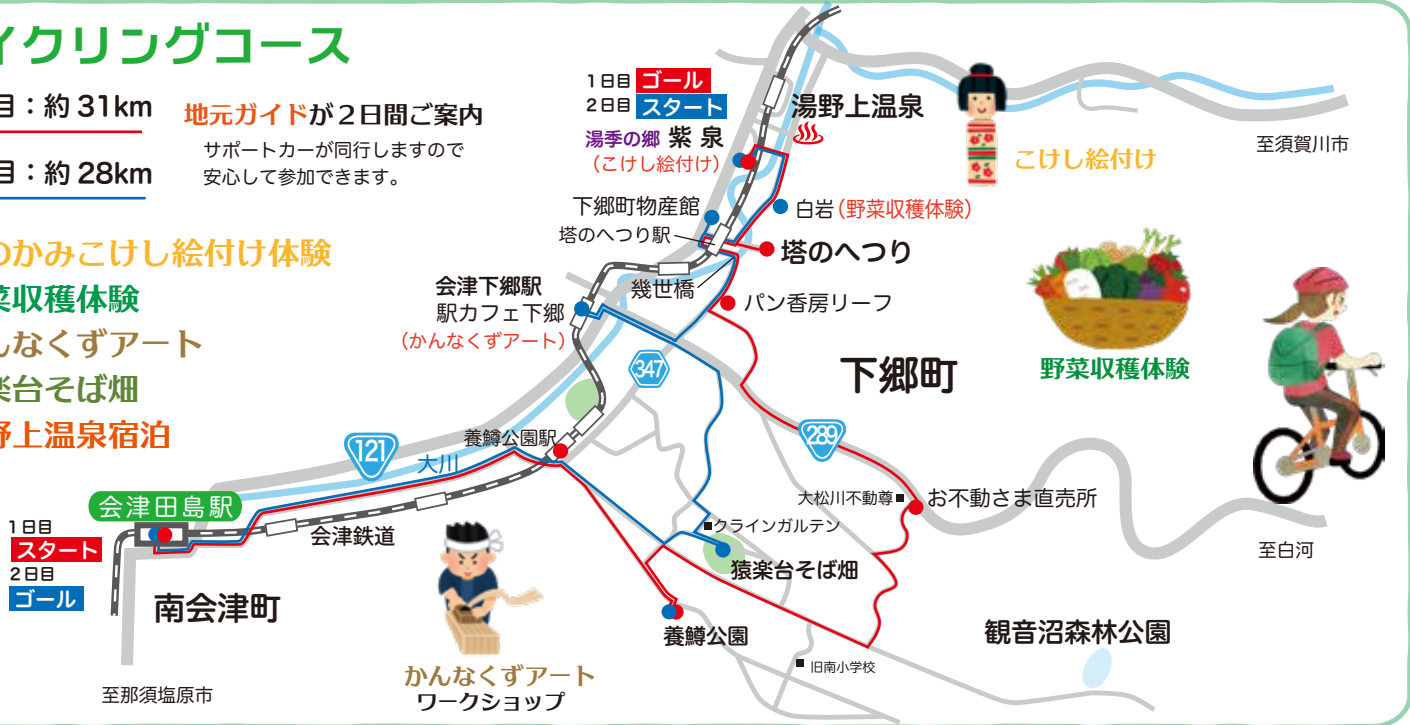 イクリングコース
目：約31km
目：約28km
地元ガイドが2日間ご案内
サポートカーが同行しますので
安心して参加できます。
のかみこけし絵付け体験
菜収穫体験
んなくずアート
楽台そば畑
野上温泉宿泊
1日目 ゴール
2日目 スタート
湯季の郷 紫泉
（こけし絵付け）
湯野上温泉
こけし絵付け
至須賀川市
下郷町物産館
白岩（野菜収穫体験）
塔のへつり駅
塔のへつり
会津下郷駅
駅カフェ下郷
（かんなくずアート）
幾世橋
パン香房リーフ
347
下郷町
野菜収穫体験
121
大川
養鱒公園駅
289
大松川不動尊
お不動さま直売所
会津田島駅
1日目
スタート
2日目
ゴール
会津鉄道
クラインガルテン
猿楽台そば畑
至白河
南会津町
養鱒公園
観音沼森林公園
旧南小学校
かんなくずアート
ワークショップ
至那須塩原市